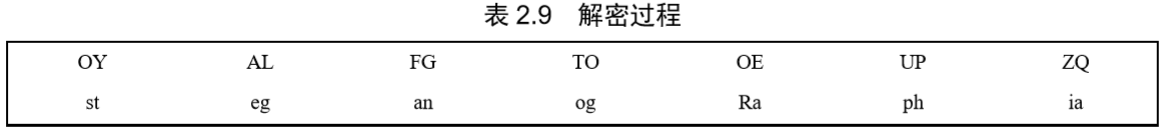 表 2.9 解密过程
OY AL FG TO OE UP ZQ
st eg an og Ra ph ia